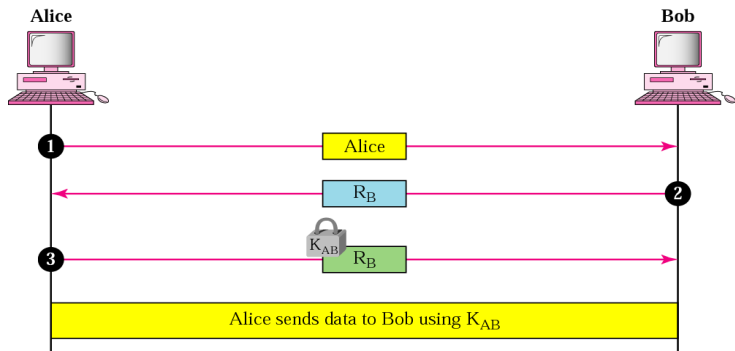 Alice
Bob
1
Alice
R_B
2
K_AB
3
R_B
Alice sends data to Bob using K_AB